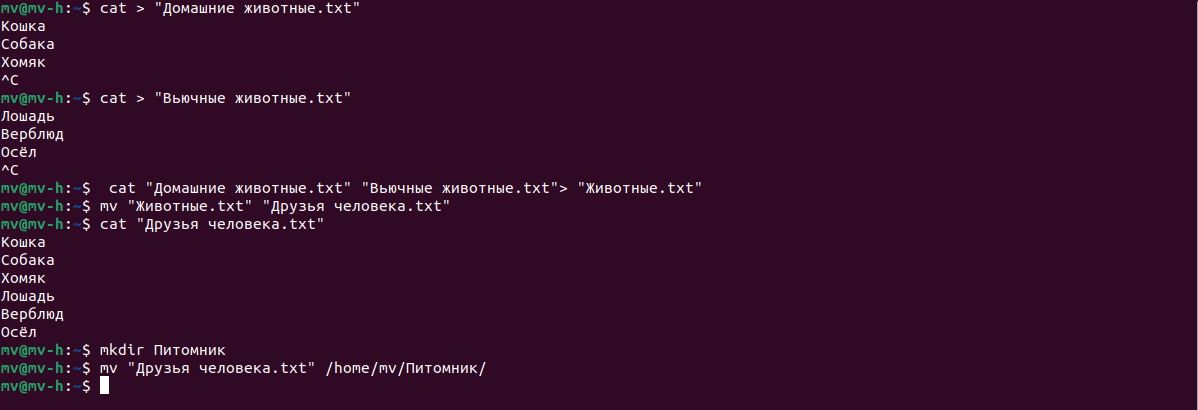 mv@mv-h:~$ cat > "Домашние животные.txt"
Кошка
Собака
Хомяк
^C
mv@mv-h:~$ cat > "Вьючные животные.txt"
Лошадь
Верблюд
Осёл
^C
mv@mv-h:~$  cat "Домашние животные.txt" "Вьючные животные.txt"> "Животные.txt"
mv@mv-h:~$ mv "Животные.txt" "Друзья человека.txt"
mv@mv-h:~$ cat "Друзья человека.txt"
Кошка
Собака
Хомяк
Лошадь
Верблюд
Осёл
mv@mv-h:~$ mkdir Питомник
mv@mv-h:~$ mv "Друзья человека.txt" /home/mv/Питомник/
mv@mv-h:~$